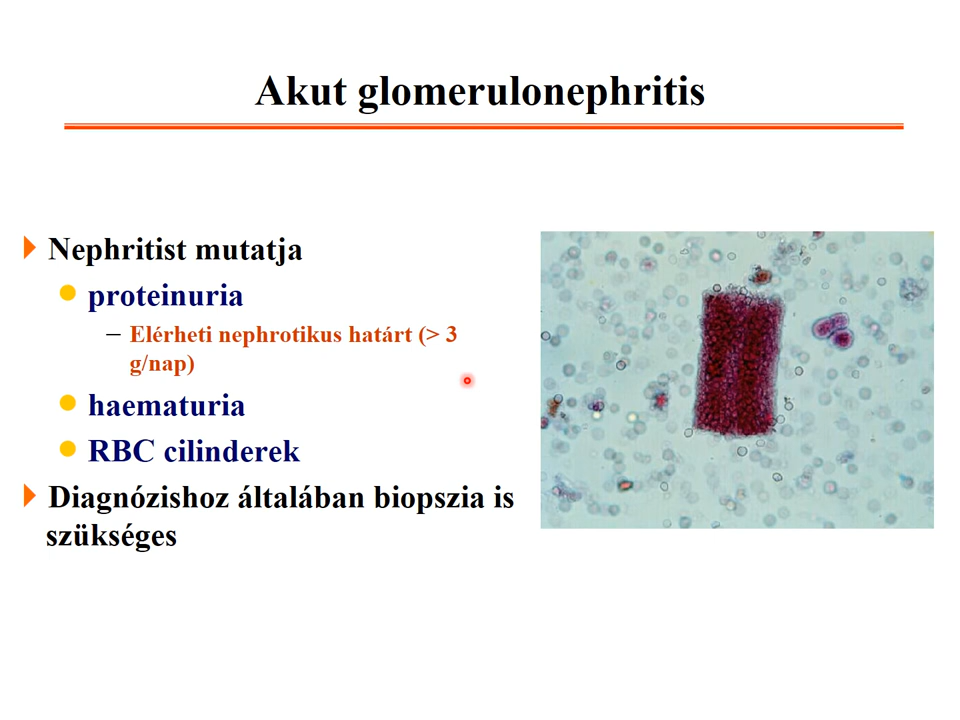 Akut glomerulonephritis
Nephritist mutatja
proteinuria
– Elérheti nephrotikus határt (> 3
g/nap)
haematuria
RBC cilinderek
Diagnózishoz általában biopszia is
szükséges